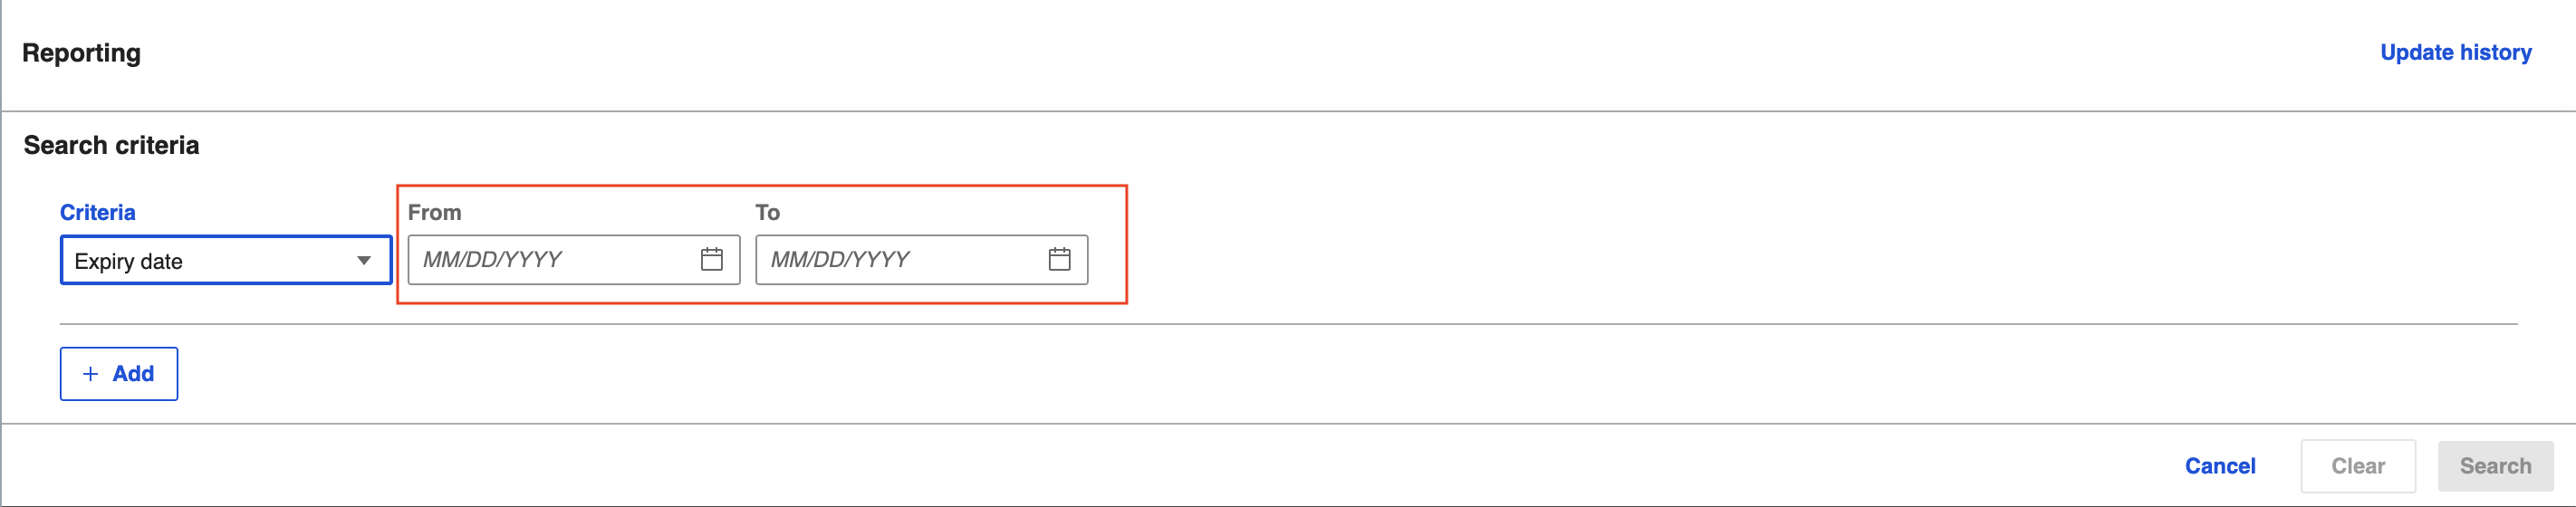 Reporting
Update history
Search criteria
Criteria
From
To
Expiry date
MM/DD/YYYY
MM/DD/YYYY
+ Add
Cancel
Clear
Search